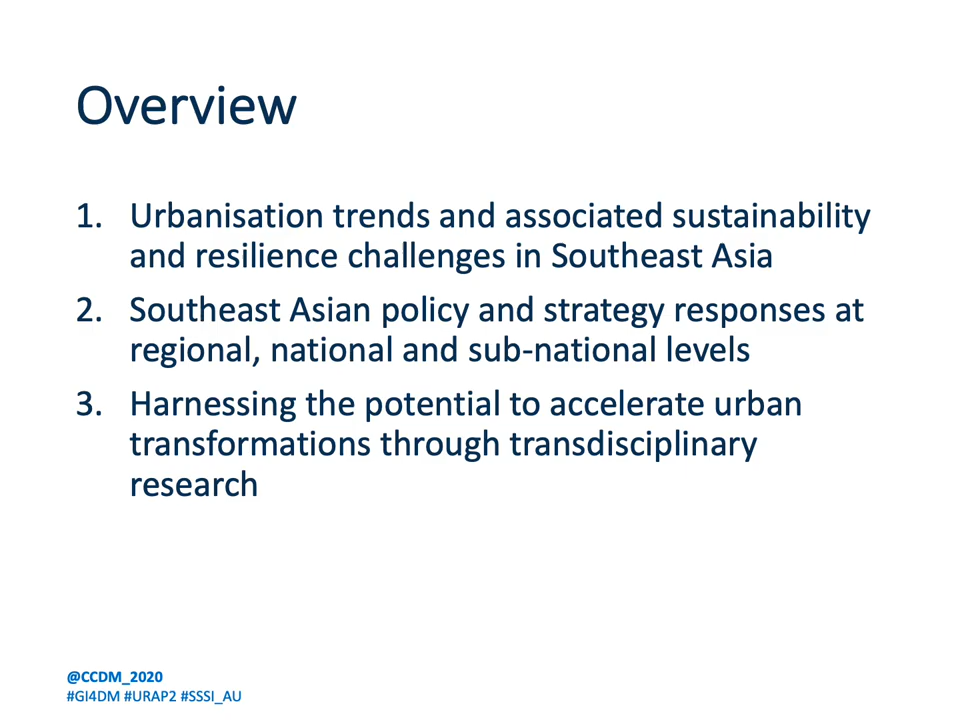 Overview
1. Urbanisation trends and associated sustainability
and resilience challenges in Southeast Asia
2. Southeast Asian policy and strategy responses at
regional, national and sub-national levels
3. Harnessing the potential to accelerate urban
transformations through transdisciplinary
research
@CCDM_2020
#GI4DM #URAP2 #SSSI_AU